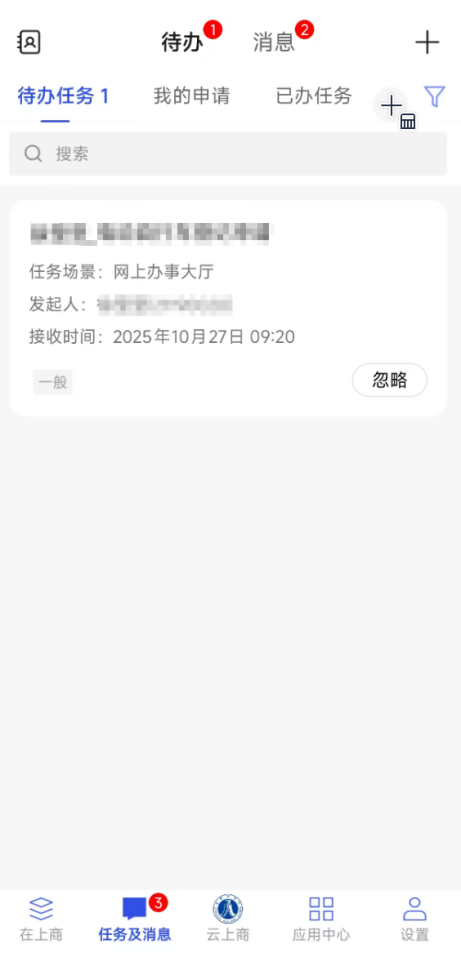 待办 1 消息 2
待办任务 1 我的申请 已办任务
搜索
任务场景：网上办事大厅
发起人：
接收时间：2025年10月27日 09:20
一般 忽略
3
在上商 任务及消息 云上商 应用中心 设置